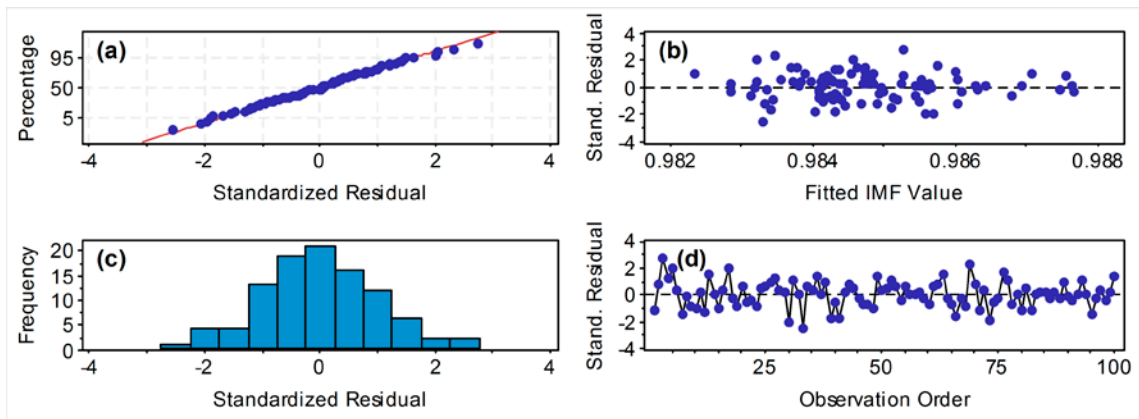 (a)
Percentage
95
50
5
-4 -2 0 2 4
Standardized Residual
(b)
Stand. Residual
4
2
0
-2
-4
0.982 0.984 0.986 0.988
Fitted IMF Value
(c)
Frequency
20
15
10
5
0
-4 -2 0 2 4
Standardized Residual
(d)
Stand. Residual
4
2
0
-2
-4
25 50 75 100
Observation Order